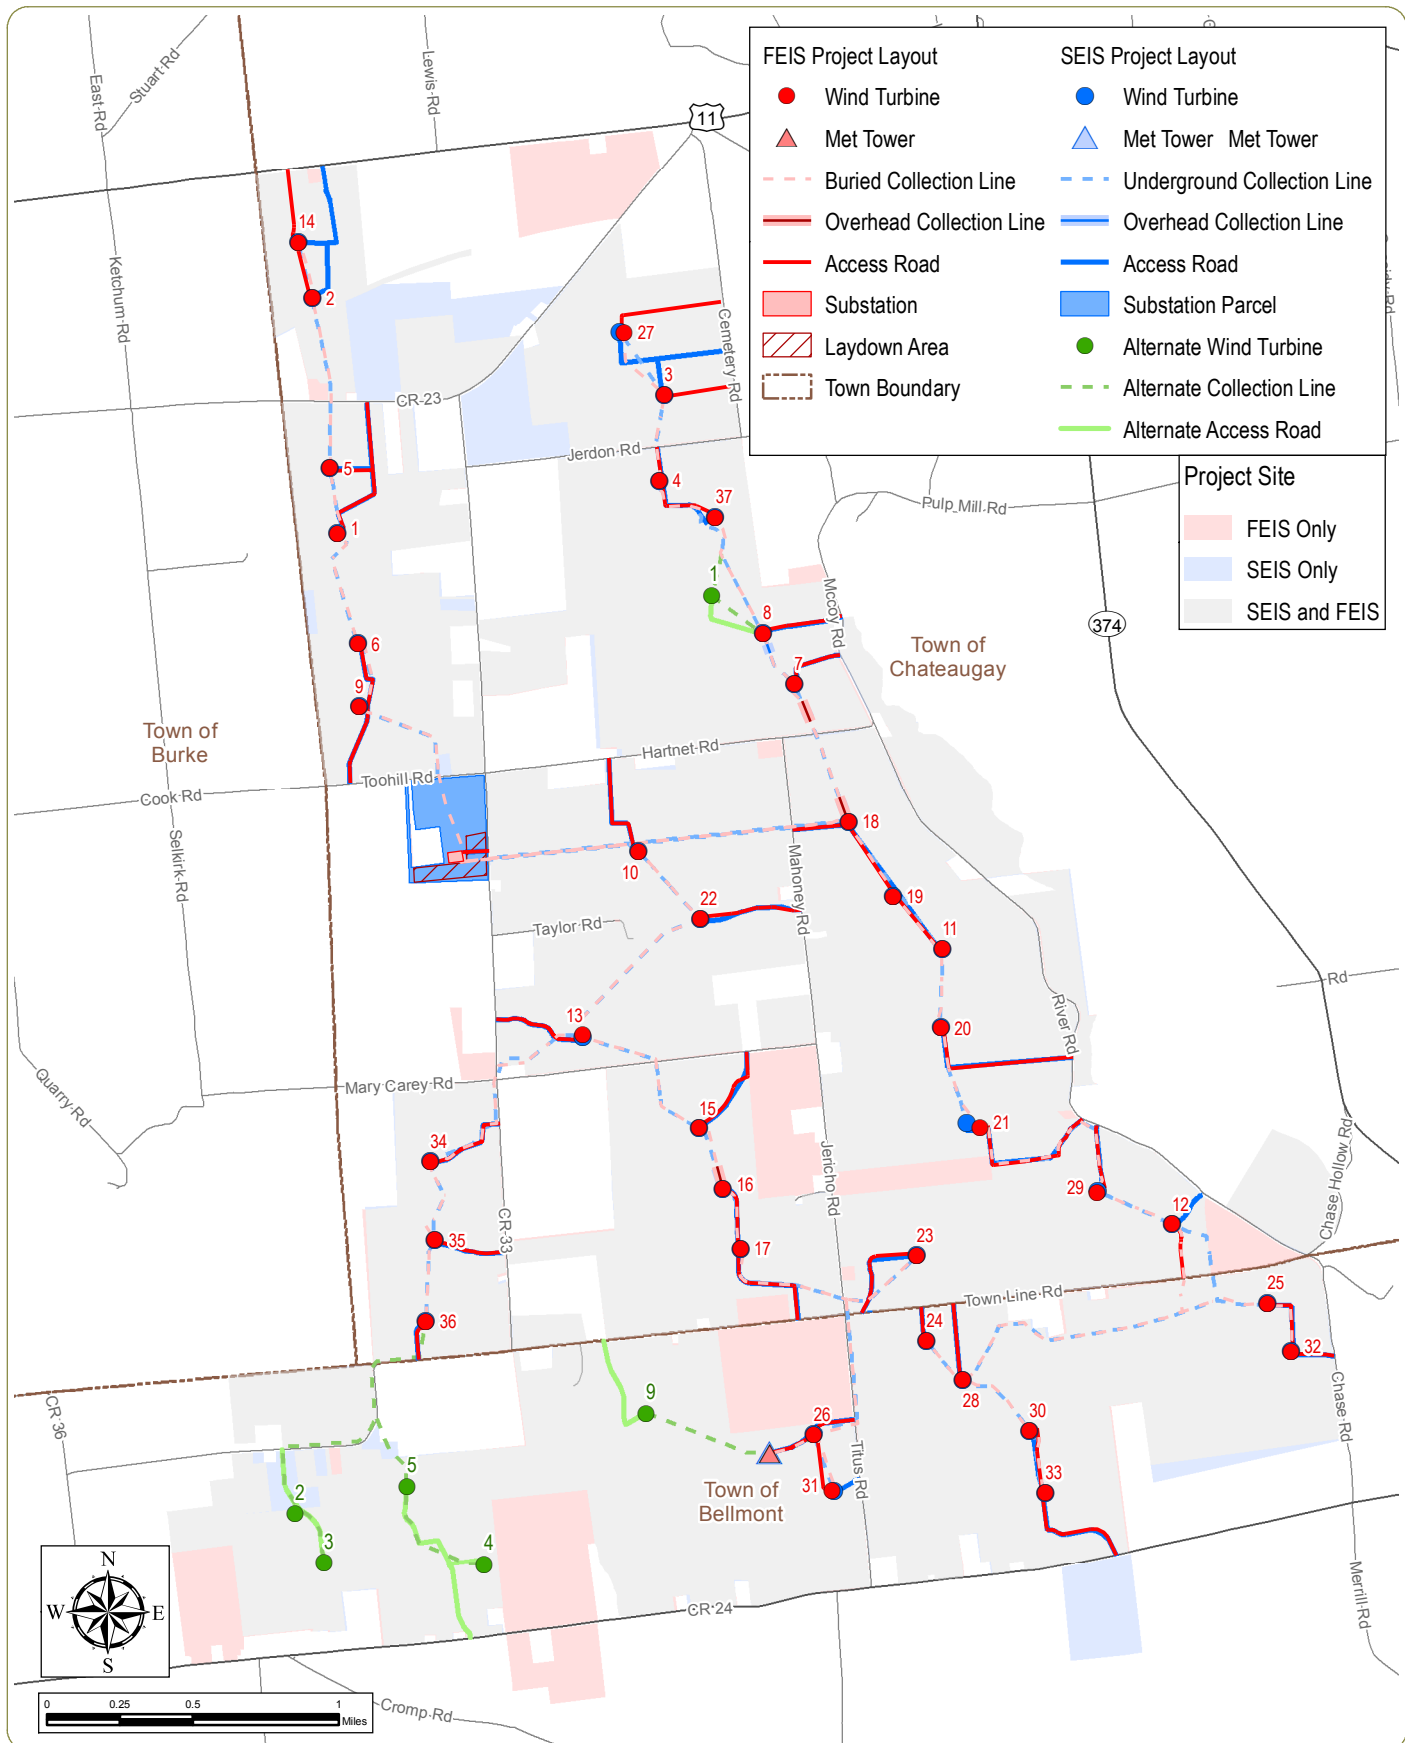 FEIS Project Layout
Wind Turbine
Met Tower
Buried Collection Line
Overhead Collection Line
Access Road
Substation
Laydown Area
Town Boundary
SEIS Project Layout
Wind Turbine
Met Tower Met Tower
Underground Collection Line
Overhead Collection Line
Access Road
Substation Parcel
Alternate Wind Turbine
Alternate Collection Line
Alternate Access Road
Project Site
FEIS Only
SEIS Only
SEIS and FEIS
East Rd
Stuart Rd
Lewis Rd
11
14
Ketchum Rd
2
27
Cemetery Rd
3
CR-23
Jerdon Rd
5
4
37
Pulp Mill Rd
1
1
Mccoy Rd
8
374
6
Town of
Chateaugay
7
9
Town of
Burke
Hartnet Rd
Toohill Rd
Cook Rd
Selkirk Rd
18
10
Mahoney Rd
19
22
Taylor Rd
11
Rd
13
20
River Rd
Quarry Rd
Mary Carey Rd
15
21
34
Jericho Rd
Chase Hollow Rd
16
29
12
CR-33
35
17
23
25
Town Line Rd
36
24
32
28
9
CR 36
26
30
Chase Rd
5
Titus Rd
31
33
2
Town of
Bellmont
3
4
N
W
E
S
CR 24
Merrill Rd
0
0.25
0.5
1
Miles
Cromp Rd